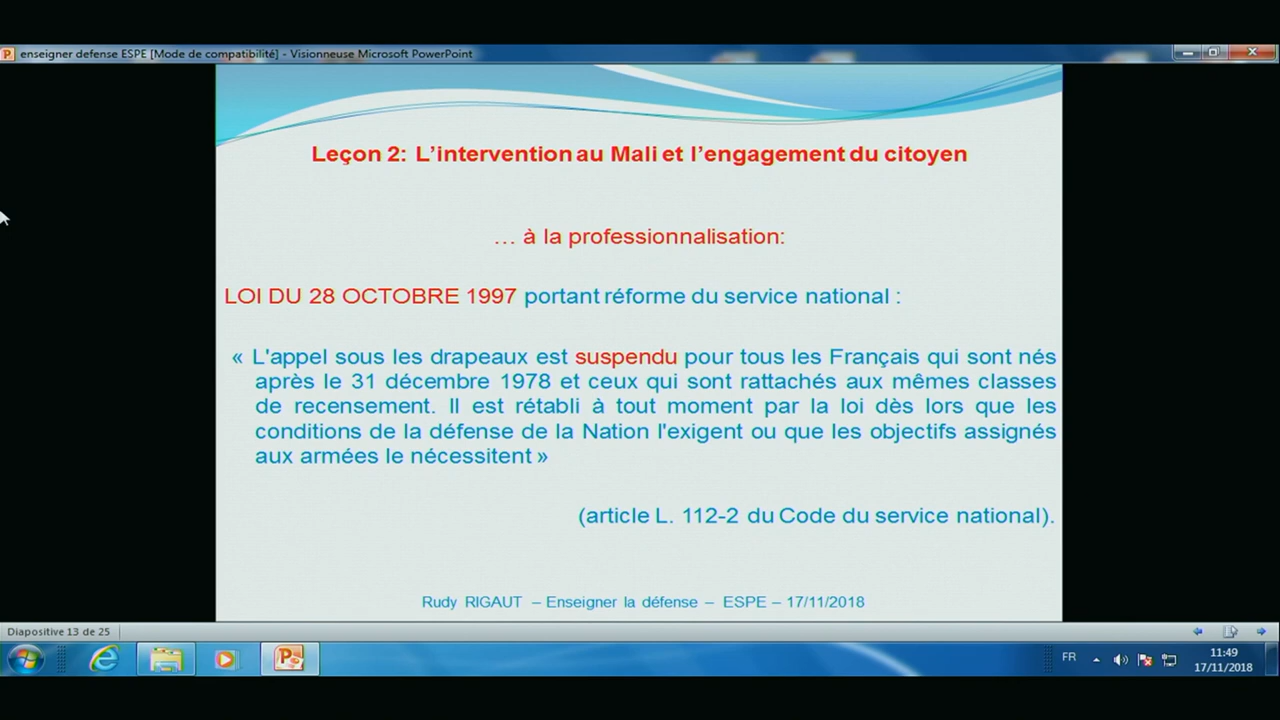 enseigner defense ESPE [Mode de compatibilité] - Visionneuse Microsoft PowerPoint
Leçon 2: L'intervention au Mali et l'engagement du citoyen
… à la professionnalisation:
LOI DU 28 OCTOBRE 1997 portant réforme du service national :
« L'appel sous les drapeaux est suspendu pour tous les Français qui sont nés
après le 31 décembre 1978 et ceux qui sont rattachés aux mêmes classes
de recensement. Il est rétabli à tout moment par la loi dès lors que les
conditions de la défense de la Nation l'exigent ou que les objectifs assignés
aux armées le nécessitent »
(article L. 112-2 du Code du service national).
Rudy RIGAUT – Enseigner la défense – ESPE – 17/11/2018
Diapositive 13 de 25
FR
11:49
17/11/2018